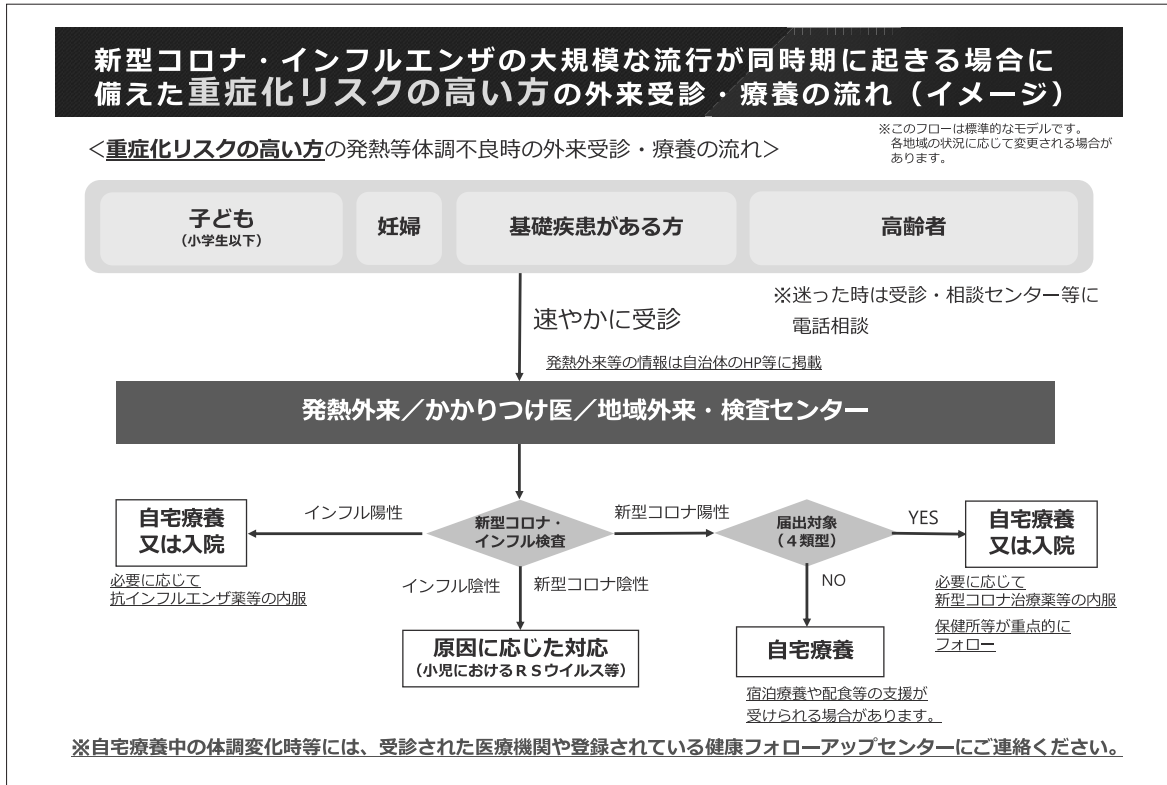 新型コロナ・インフルエンザの大規模な流行が同時期に起きる場合に
備えた重症化リスクの高い方の外来受診・療養の流れ（イメージ）
※このフローは標準的なモデルです。
各地域の状況に応じて変更される場合が
あります。
＜重症化リスクの高い方の発熱等体調不良時の外来受診・療養の流れ＞
子ども
（小学生以下）
妊婦
基礎疾患がある方
高齢者
速やかに受診
※迷った時は受診・相談センター等に
電話相談
発熱外来等の情報は自治体のHP等に掲載
発熱外来／かかりつけ医／地域外来・検査センター
自宅療養
又は入院
必要に応じて
抗インフルエンザ薬等の内服
インフル陽性
新型コロナ・
インフル検査
新型コロナ陽性
届出対象
（４類型）
YES
自宅療養
又は入院
必要に応じて
新型コロナ治療薬等の内服
保健所等が重点的に
フォロー
インフル陰性
新型コロナ陰性
NO
原因に応じた対応
（小児におけるＲＳウイルス等）
自宅療養
宿泊療養や配食等の支援が
受けられる場合があります。
※自宅療養中の体調変化時等には、受診された医療機関や登録されている健康フォローアップセンターにご連絡ください。